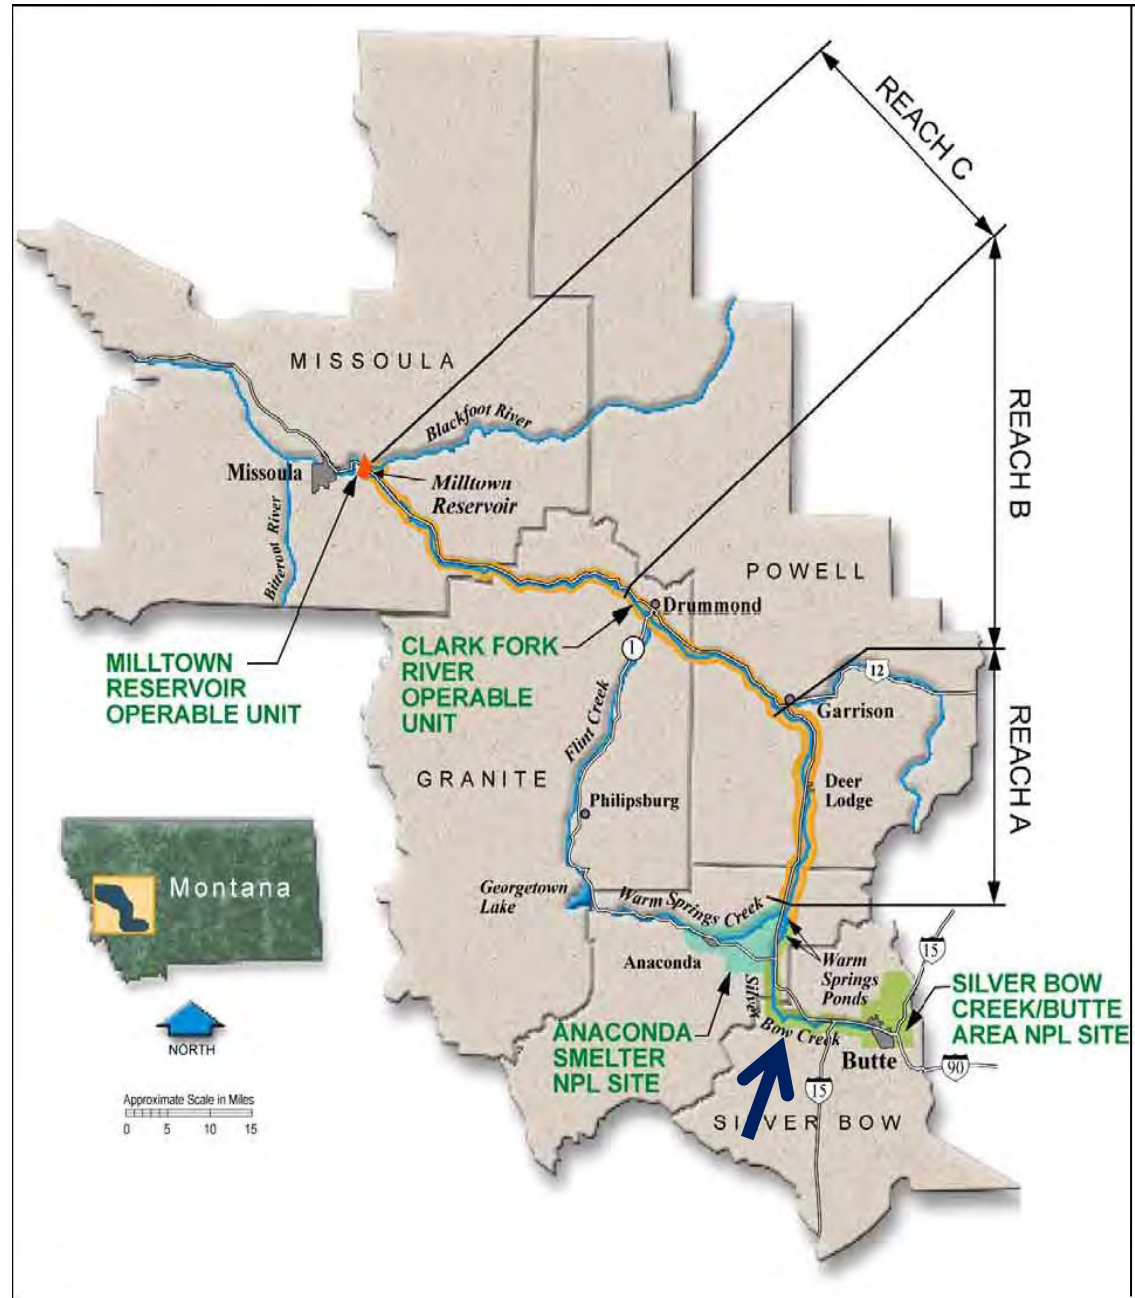 REACH C
REACH B
REACH A
MISSOULA
Blackfoot River
Missoula
Milltown
Reservoir
Bitterroot River
POWELL
Drummond
MILLTOWN
RESERVOIR
OPERABLE UNIT
CLARK FORK
RIVER
OPERABLE
UNIT
1
12
Garrison
Flint Creek
GRANITE
Deer
Lodge
Philipsburg
Montana
Georgetown
Lake
Warm Springs Creek
15
Anaconda
Warm
Springs
Ponds
Silver
Bow Creek
SILVER BOW
CREEK/BUTTE
AREA NPL SITE
ANACONDA
SMELTER
NPL SITE
Butte
90
15
NORTH
Approximate Scale in Miles
0 5 10 15
SILVER BOW